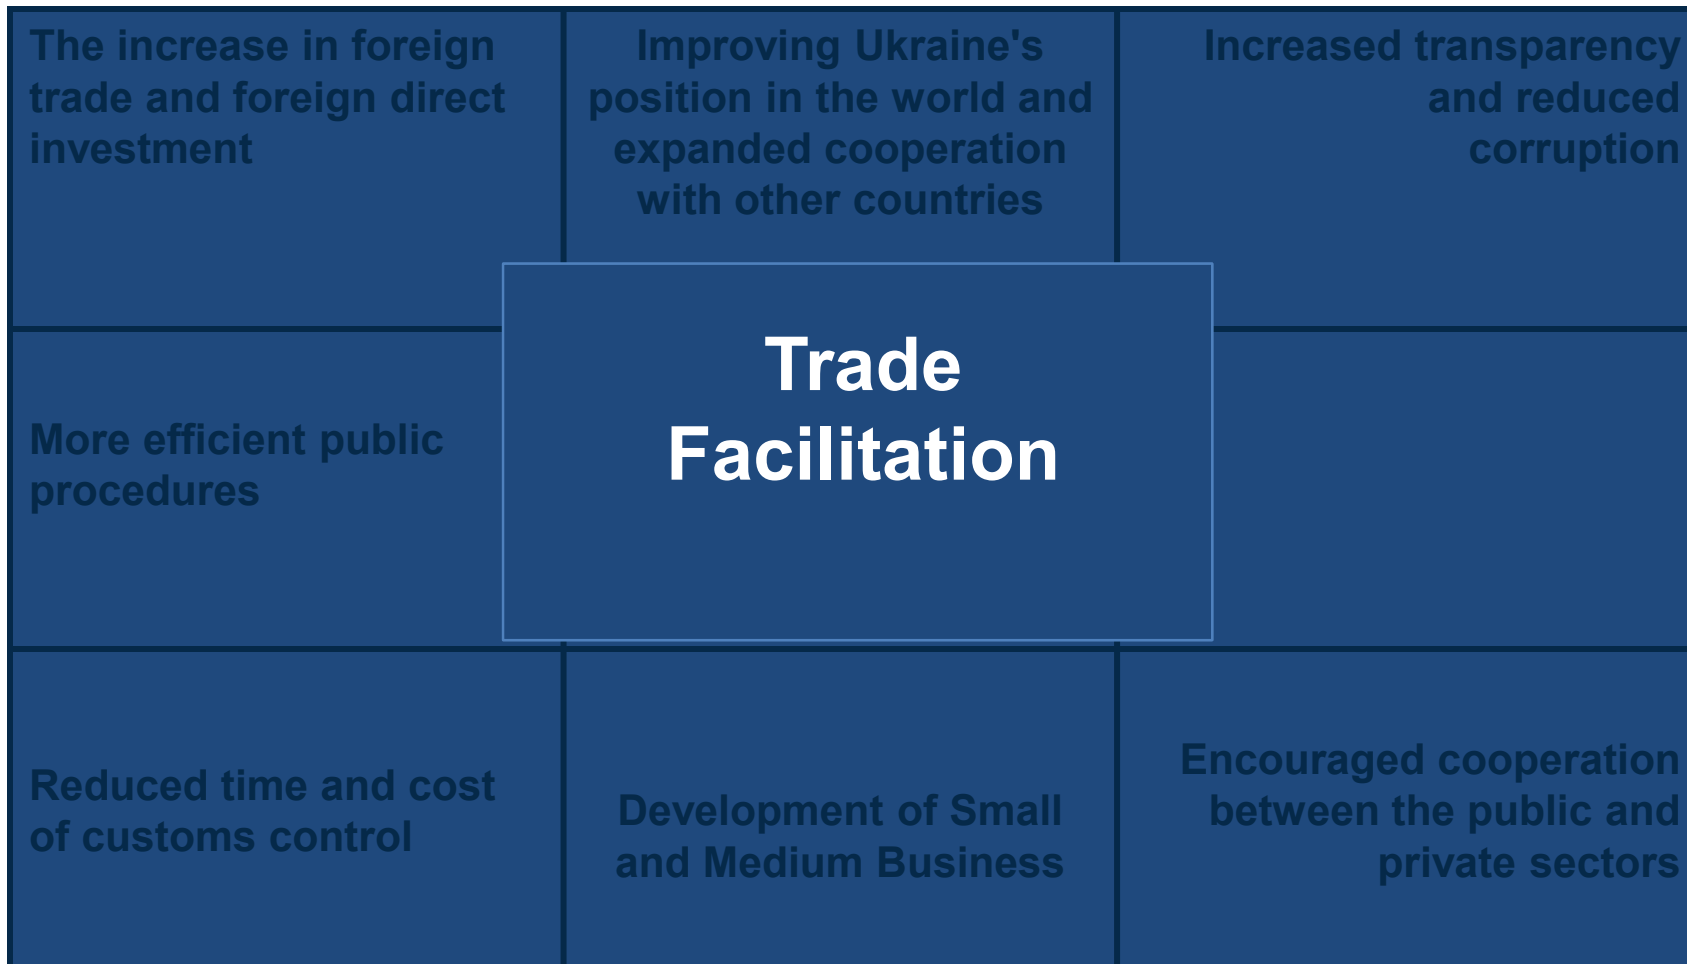 The increase in foreign
trade and foreign direct
investment
Improving Ukraine's
position in the world and
expanded cooperation
with other countries
Increased transparency
and reduced
corruption
More efficient public
procedures
Trade
Facilitation
Reduced time and cost
of customs control
Development of Small
and Medium Business
Encouraged cooperation
between the public and
private sectors